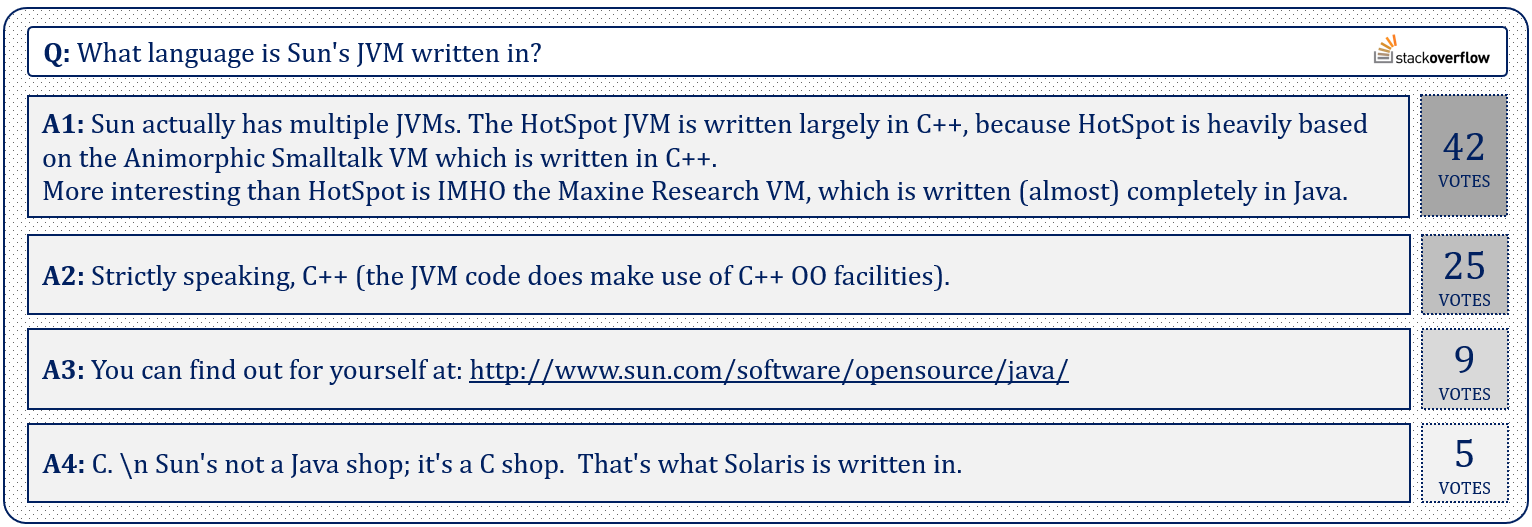 Q: What language is Sun's JVM written in?
stackoverflow
A1: Sun actually has multiple JVMs. The HotSpot JVM is written largely in C++, because HotSpot is heavily based
on the Animorphic Smalltalk VM which is written in C++.
More interesting than HotSpot is IMHO the Maxine Research VM, which is written (almost) completely in Java.
42
VOTES
A2: Strictly speaking, C++ (the JVM code does make use of C++ OO facilities).
25
VOTES
A3: You can find out for yourself at: http://www.sun.com/software/opensource/java/
9
VOTES
A4: C. \n Sun's not a Java shop; it's a C shop.  That's what Solaris is written in.
5
VOTES